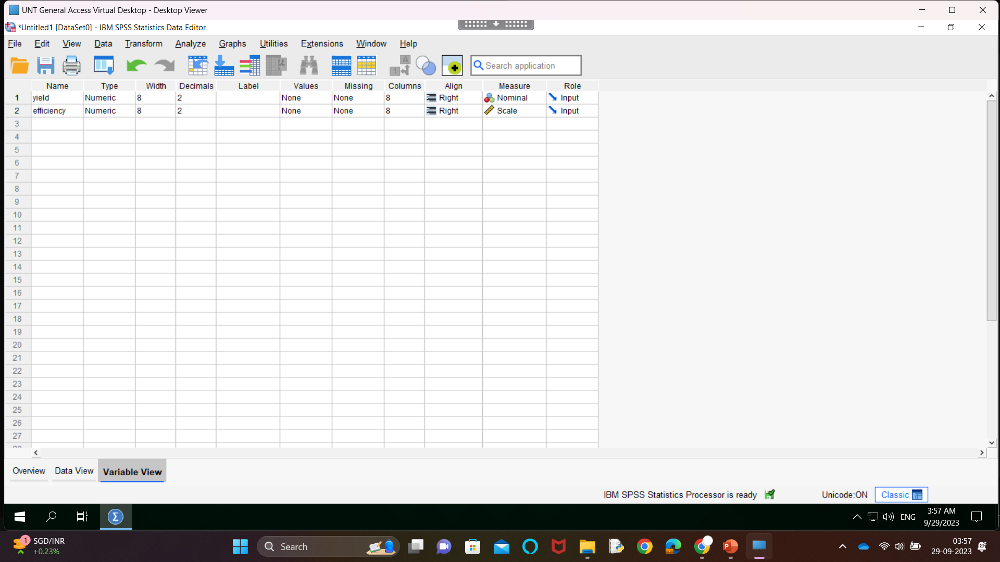 UNT General Access Virtual Desktop - Desktop Viewer
*Untitled1 [DataSet0] - IBM SPSS Statistics Data Editor
File Edit View Data Transform Analyze Graphs Utilities Extensions Window Help
Search application
Name Type Width Decimals Label Values Missing Columns Align Measure Role
1 yield Numeric 8 2 None None 8 Right Nominal Input
2 efficiency Numeric 8 2 None None 8 Right Scale Input
3
4
5
6
7
8
9
10
11
12
13
14
15
16
17
18
19
20
21
22
23
24
25
26
27
28
Overview Data View Variable View
IBM SPSS Statistics Processor is ready Unicode:ON Classic
ENG 3:57 AM
9/29/2023
1 SGD/INR
+0.23%
Search
03:57
29-09-2023